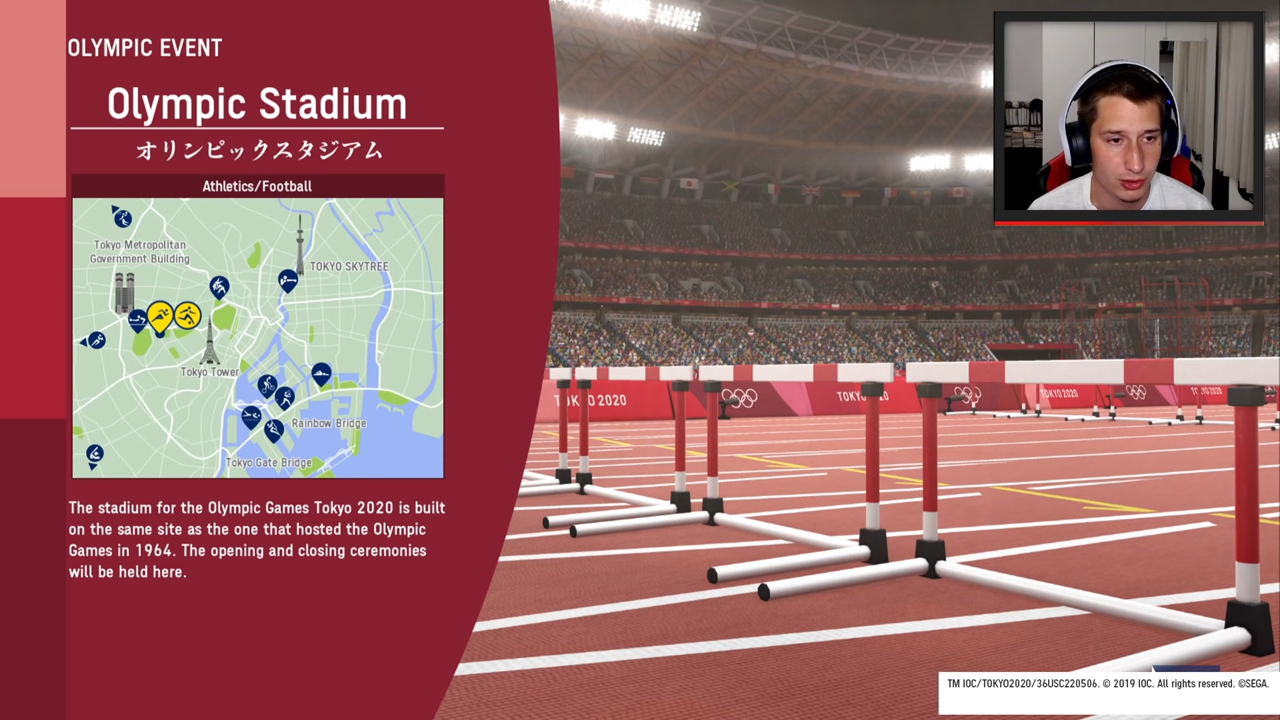 OLYMPIC EVENT
Olympic Stadium
オリンピックスタジアム
Athletics/Football
Tokyo Metropolitan
Government Building
TOKYO SKYTREE
Tokyo Tower
Rainbow Bridge
Tokyo Gate Bridge
The stadium for the Olympic Games Tokyo 2020 is built
on the same site as the one that hosted the Olympic
Games in 1964. The opening and closing ceremonies
will be held here.
TOKYO 2020
TOKYO 2020
TOKYO 2020
TOKYO 2020
TM IOC/TOKYO2020/36USC220506. © 2019 IOC. All rights reserved. ©SEGA.